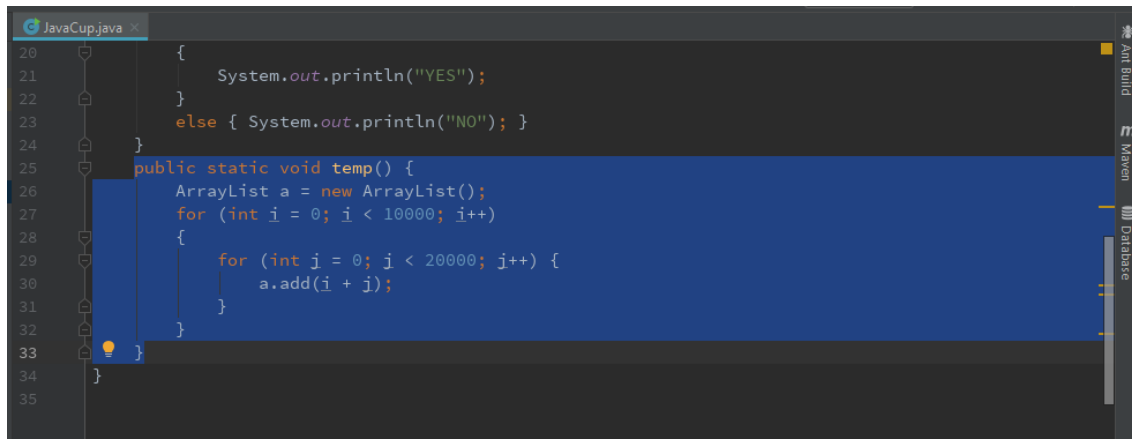 JavaCup.java
20 {
21 System.out.println("YES");
22 }
23 else { System.out.println("NO"); }
24 }
25 public static void temp() {
26 ArrayList a = new ArrayList();
27 for (int i = 0; i < 10000; i++)
28 {
29 for (int j = 0; j < 20000; j++) {
30 a.add(i + j);
31 }
32 }
33 }
34 }
35
Ant Build
m Maven
Database